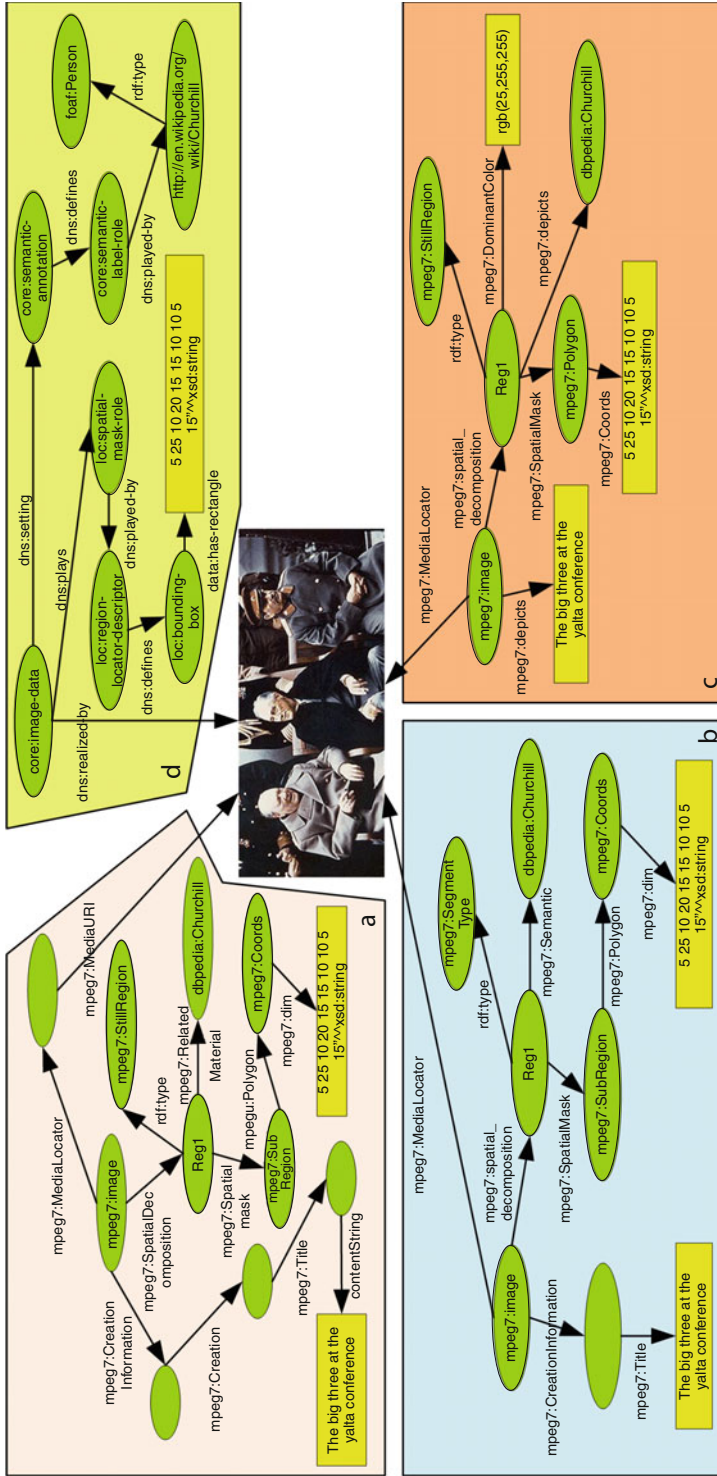 mpeg7:MediaLocator
mpeg7:MediaURI
mpeg7:image
mpeg7:StillRegion
mpeg7:Creation
Information
mpeg7:SpatialDec
omposition
rdf:type
Reg1
mpeg7:Related
Material
dbpedia:Churchill
mpeg7:Creation
mpeg7:Spatial
mask
mpegu:Polygon
mpeg7:Sub
Region
mpeg7:Coords
mpeg7:Title
mpeg7:dim
contentString
The big three at the
yalta conference
5 25 10 20 15 15 10 10 5
15”^^xsd:string
a
core:image-data
dns:setting
core:semantic-
annotation
foaf:Person
dns:plays
dns:defines
rdf:type
dns:realized-by
loc:spatial-
mask-role
core:semantic-
label-role
loc:region-
locator-descriptor
dns:played-by
dns:played-by
http://en.wikipedia.org/
wiki/Churchill
dns:defines
loc:bounding-
box
data:has-rectangle
5 25 10 20 15 15 10 10 5
15”^^xsd:string
d
mpeg7:MediaLocator
mpeg7:image
mpeg7:spatial_
decomposition
mpeg7:Segment
Type
rdf:type
Reg1
mpeg7:Semantic
dbpedia:Churchill
mpeg7:CreationInformation
mpeg7:SpatialMask
mpeg7:SubRegion
mpeg7:Polygon
mpeg7:Coords
mpeg7:Title
mpeg7:dim
The big three at the
yalta conference
5 25 10 20 15 15 10 10 5
15”^^xsd:string
b
mpeg7:MediaLocator
mpeg7:image
mpeg7:spatial_
decomposition
mpeg7:StillRegion
rdf:type
Reg1
mpeg7:DominantColor
rgb(25,255,255)
mpeg7:depicts
mpeg7:SpatialMask
mpeg7:depicts
dbpedia:Churchill
The big three at the
yalta conference
mpeg7:Polygon
mpeg7:Coords
5 25 10 20 15 15 10 10 5
15”^^xsd:string
c